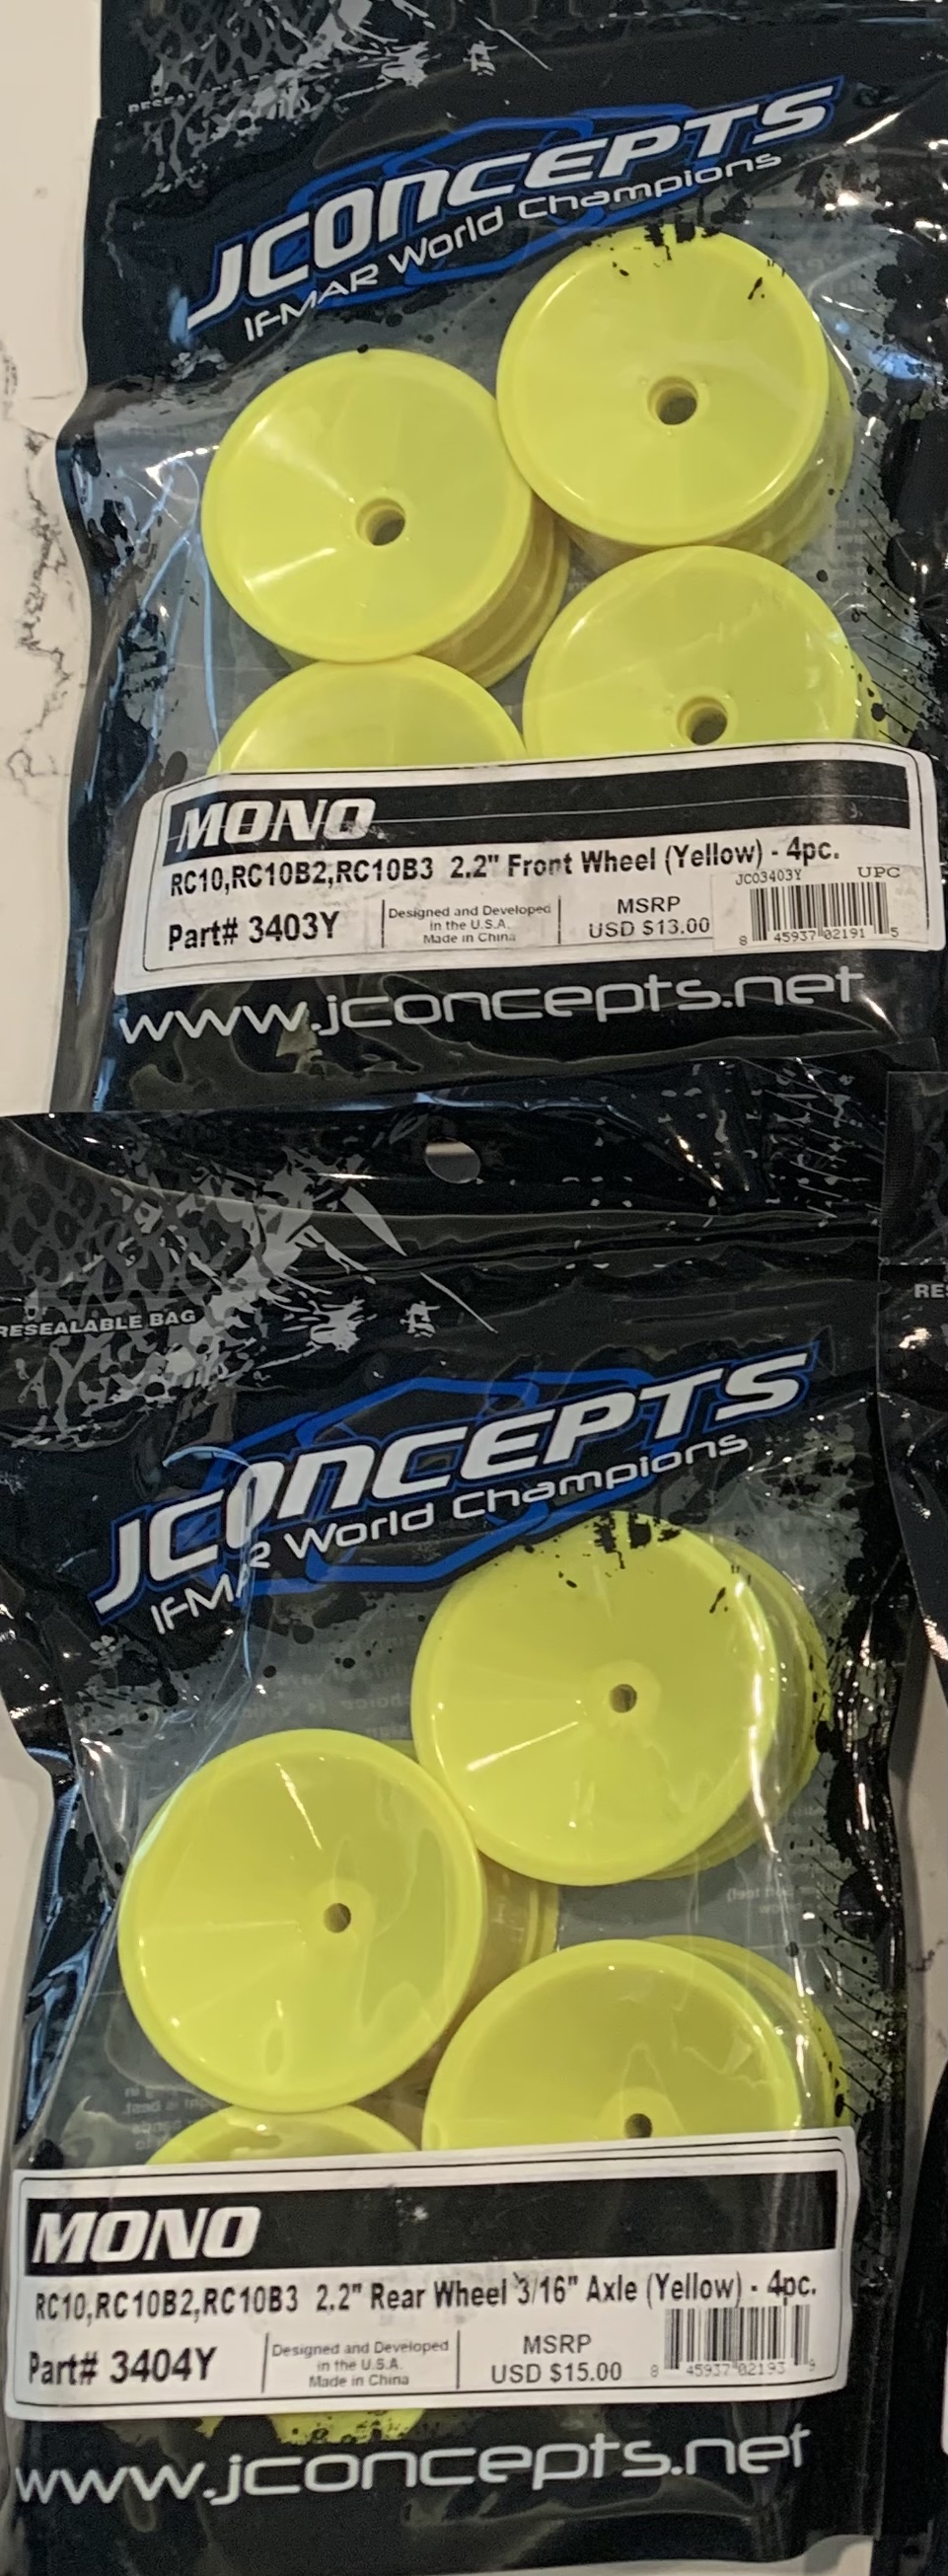 JCONCEPTS
IFMAR World Champions
MONO
RC10,RC10B2,RC10B3 2.2" Front Wheel (Yellow) - 4pc.
JCO3403Y UPC
Part# 3403Y
Designed and Developed
in the U.S.A.
Made in China
MSRP
USD $13.00
8 45937 02191 5
www.jconcepts.net
RESEALABLE BAG
RE
JCONCEPTS
IFMAR World Champions
MONO
RC10,RC10B2,RC10B3 2.2" Rear Wheel 3/16" Axle (Yellow) - 4pc.
Part# 3404Y
Designed and Developed
in the U.S.A.
Made in China
MSRP
USD $15.00
8 45937 02193 9
www.jconcepts.net